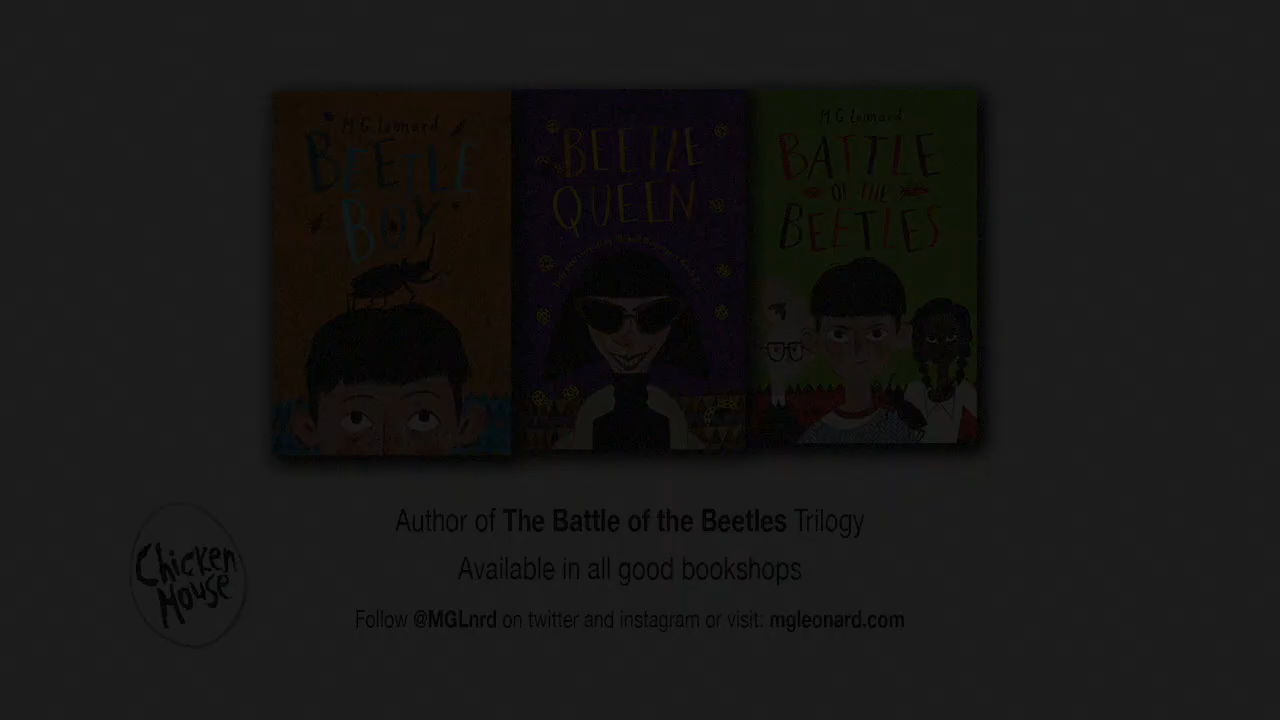 M.G. Leonard
BEETLE
BOY
BEETLE
QUEEN
M.G. Leonard
BATTLE
OF THE
BEETLES
Author of The Battle of the Beetles Trilogy
Available in all good bookshops
Follow @MGLnrd on twitter and instagram or visit: mgleonard.com
Chicken
House